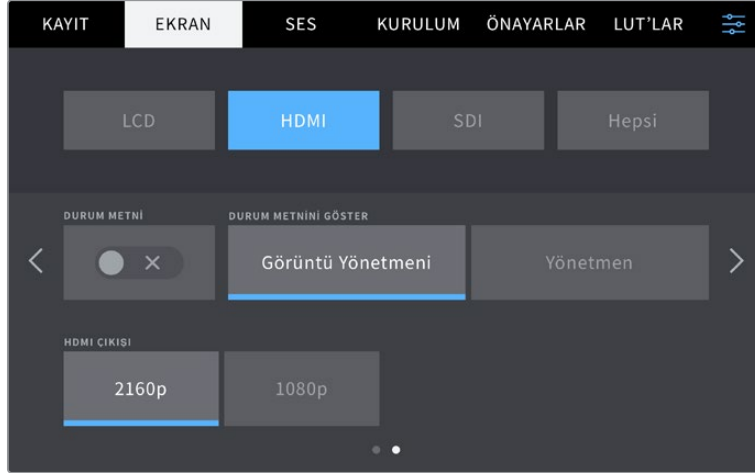 KAYIT EKRAN SES KURULUM ÖNAYARLAR LUT’LAR
LCD HDMI SDI Hepsi
DURUM METNİ DURUM METNİNİ GÖSTER
Görüntü Yönetmeni Yönetmen
HDMI ÇIKIŞI
2160p 1080p